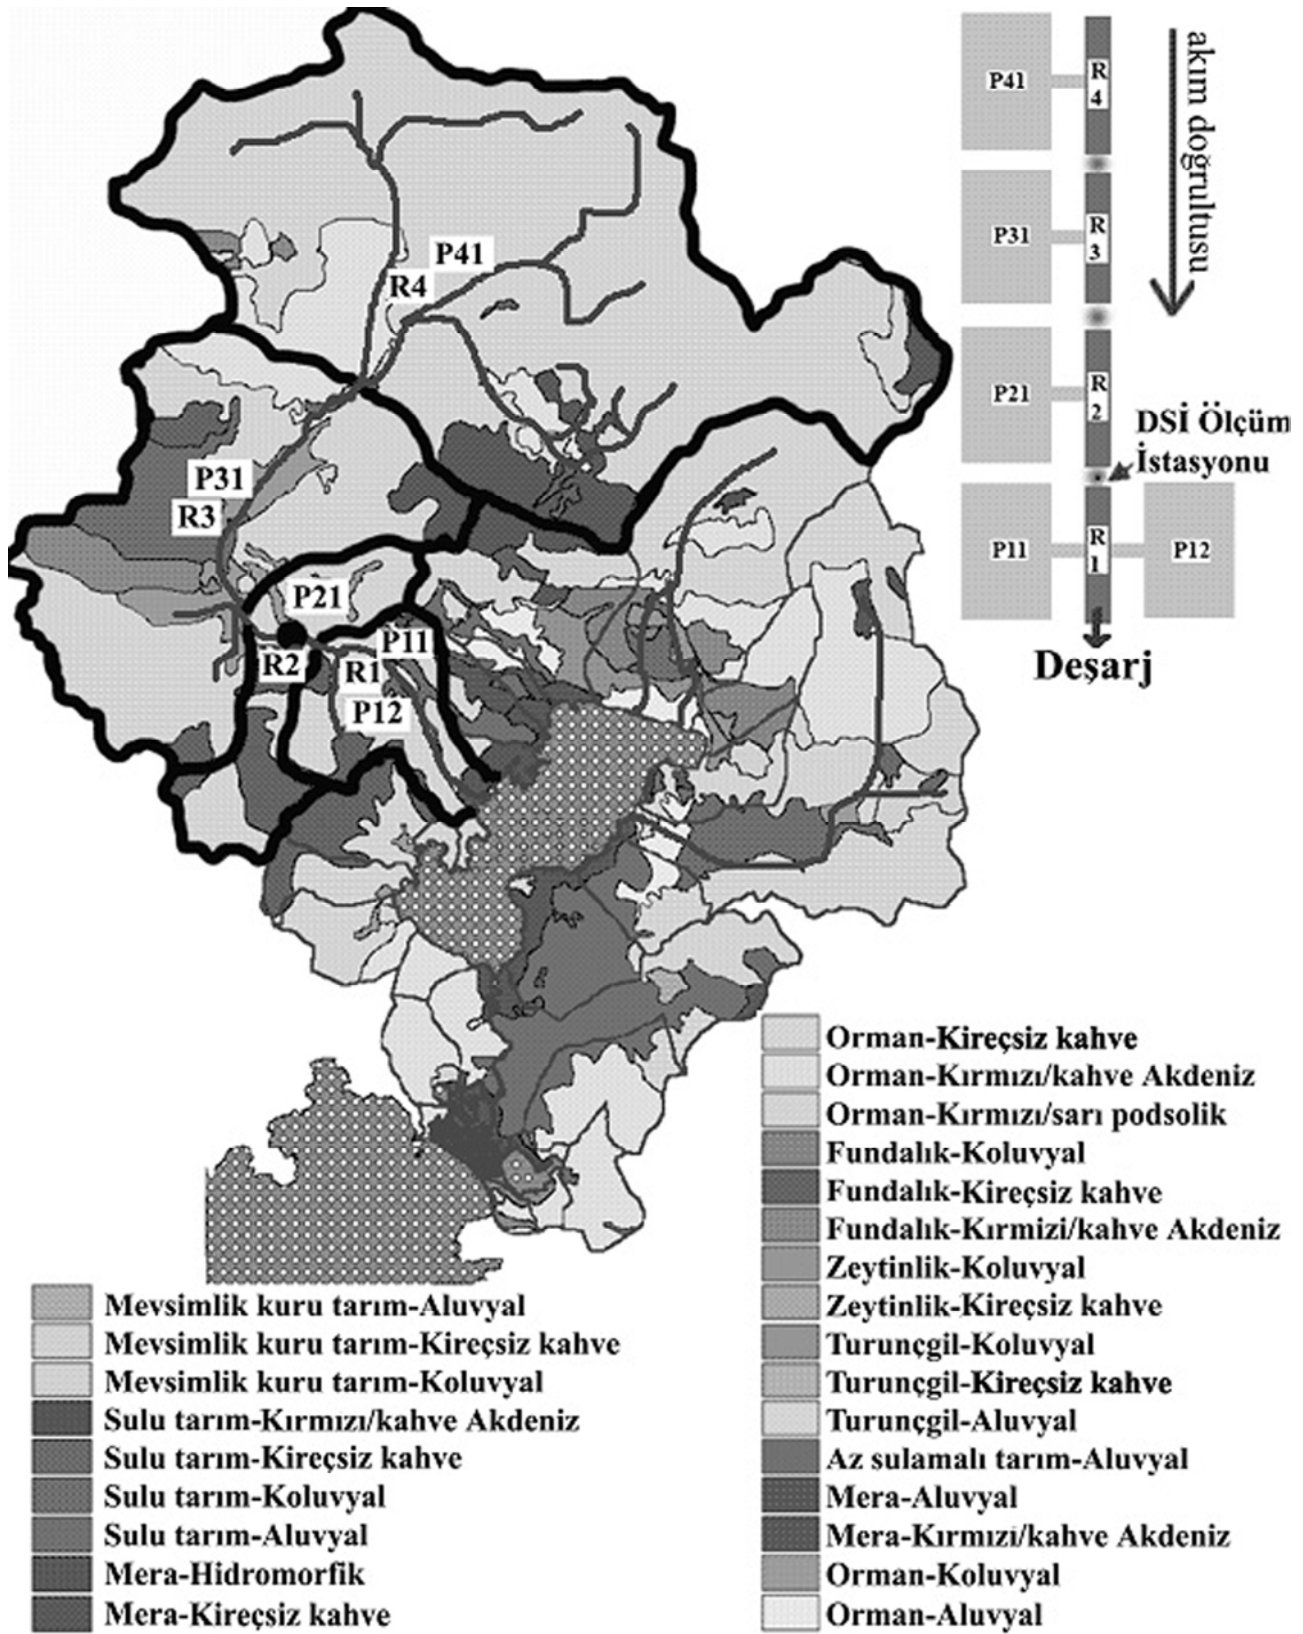 P41
R
4
akım doğrultusu
P31
R
3
P21
R
2
DSİ Ölçüm
İstasyonu
P11
R
1
P12
Deşarj
P41
R4
P31
R3
P21
P11
R2
R1
P12
Orman-Kireçsiz kahve
Orman-Kırmızı/kahve Akdeniz
Orman-Kırmızı/sarı podsolik
Fundalık-Koluvyal
Fundalık-Kireçsiz kahve
Fundalık-Kırmizi/kahve Akdeniz
Zeytinlik-Koluvyal
Zeytinlik-Kireçsiz kahve
Turunçgil-Koluvyal
Turunçgil-Kireçsiz kahve
Turunçgil-Aluvyal
Az sulamalı tarım-Aluvyal
Mera-Aluvyal
Mera-Kırmızi/kahve Akdeniz
Orman-Koluvyal
Orman-Aluvyal
Mevsimlik kuru tarım-Aluvyal
Mevsimlik kuru tarım-Kireçsiz kahve
Mevsimlik kuru tarım-Koluvyal
Sulu tarım-Kırmızı/kahve Akdeniz
Sulu tarım-Kireçsiz kahve
Sulu tarım-Koluvyal
Sulu tarım-Aluvyal
Mera-Hidromorfik
Mera-Kireçsiz kahve